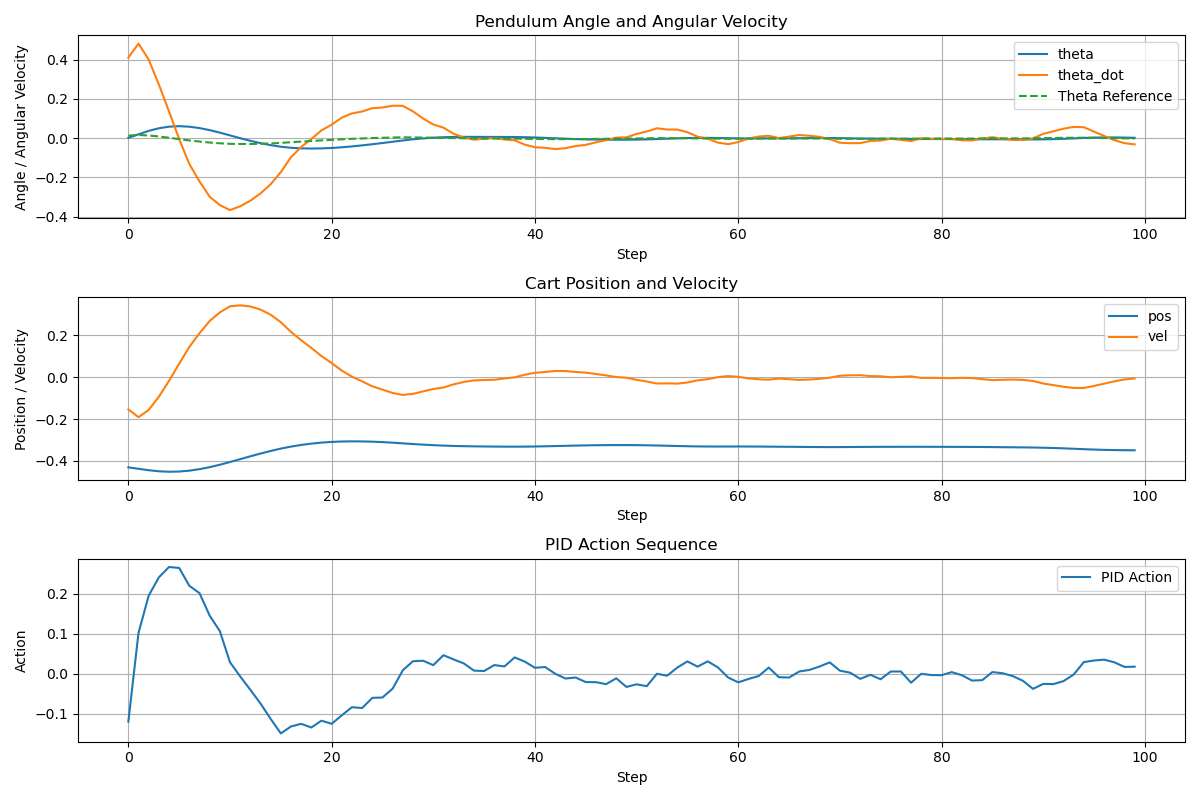 Pendulum Angle and Angular Velocity
Angle / Angular Velocity
0.4
0.2
0.0
−0.2
−0.4
theta
theta_dot
Theta Reference
0 20 40 60 80 100
Step
Cart Position and Velocity
Position / Velocity
0.2
0.0
−0.2
−0.4
pos
vel
0 20 40 60 80 100
Step
PID Action Sequence
Action
0.2
0.1
0.0
−0.1
PID Action
0 20 40 60 80 100
Step